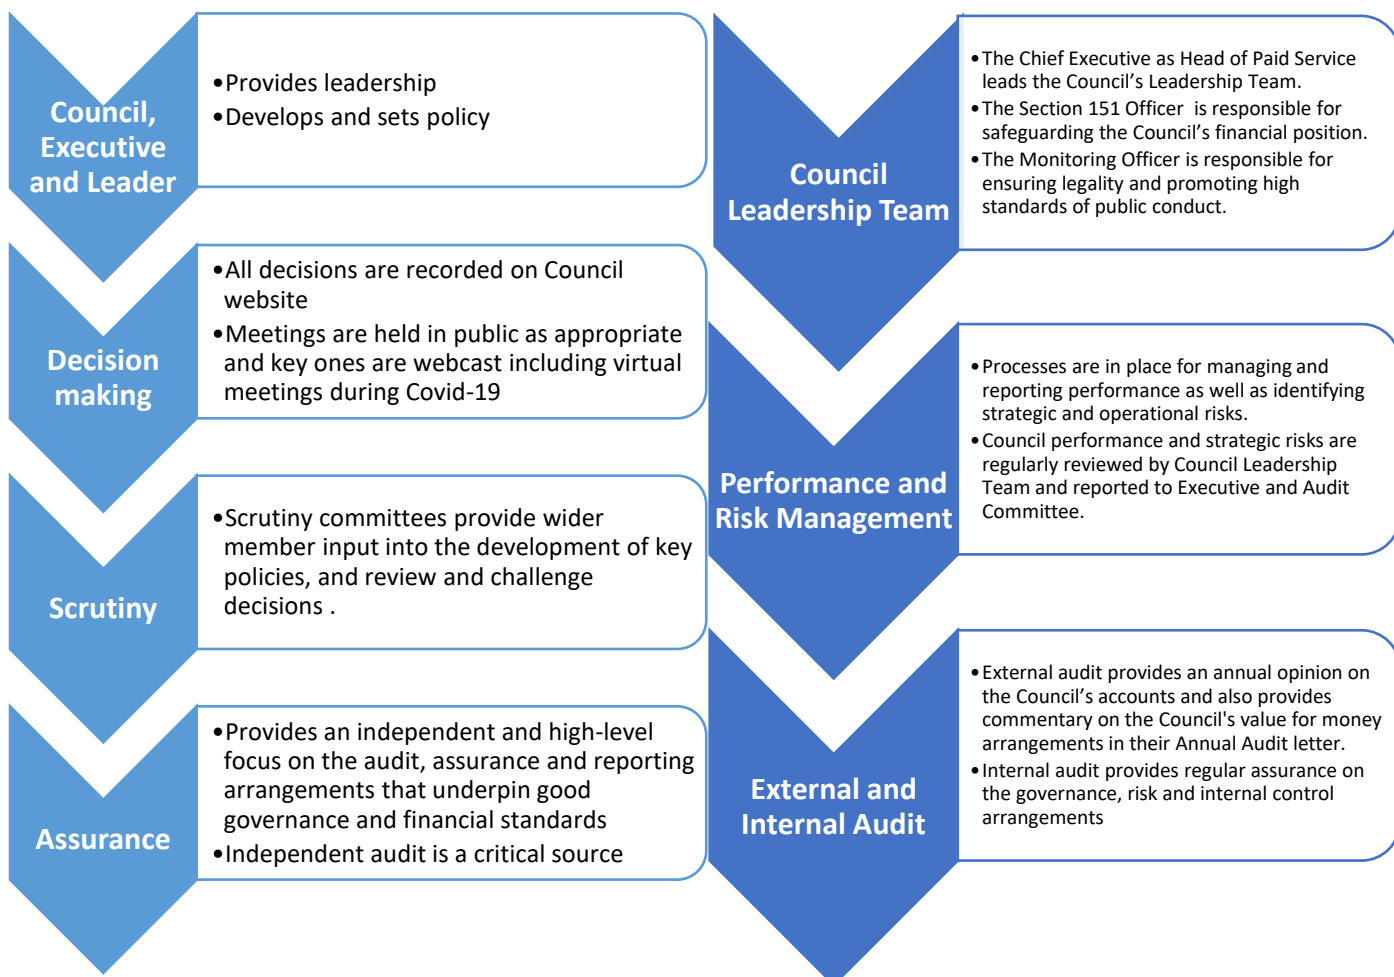 Council,
Executive
and Leader
•Provides leadership
•Develops and sets policy
Decision
making
•All decisions are recorded on Council
website
•Meetings are held in public as appropriate
and key ones are webcast including virtual
meetings during Covid-19
Scrutiny
•Scrutiny committees provide wider
member input into the development of key
policies, and review and challenge
decisions .
Assurance
•Provides an independent and high-level
focus on the audit, assurance and reporting
arrangements that underpin good
governance and financial standards
•Independent audit is a critical source
Council
Leadership Team
•The Chief Executive as Head of Paid Service
leads the Council’s Leadership Team.
•The Section 151 Officer  is responsible for
safeguarding the Council’s financial position.
•The Monitoring Officer is responsible for
ensuring legality and promoting high
standards of public conduct.
Performance and
Risk Management
•Processes are in place for managing and
reporting performance as well as identifying
strategic and operational risks.
•Council performance and strategic risks are
regularly reviewed by Council Leadership
Team and reported to Executive and Audit
Committee.
External and
Internal Audit
•External audit provides an annual opinion on
the Council’s accounts and also provides
commentary on the Council's value for money
arrangements in their Annual Audit letter.
•Internal audit provides regular assurance on
the governance, risk and internal control
arrangements